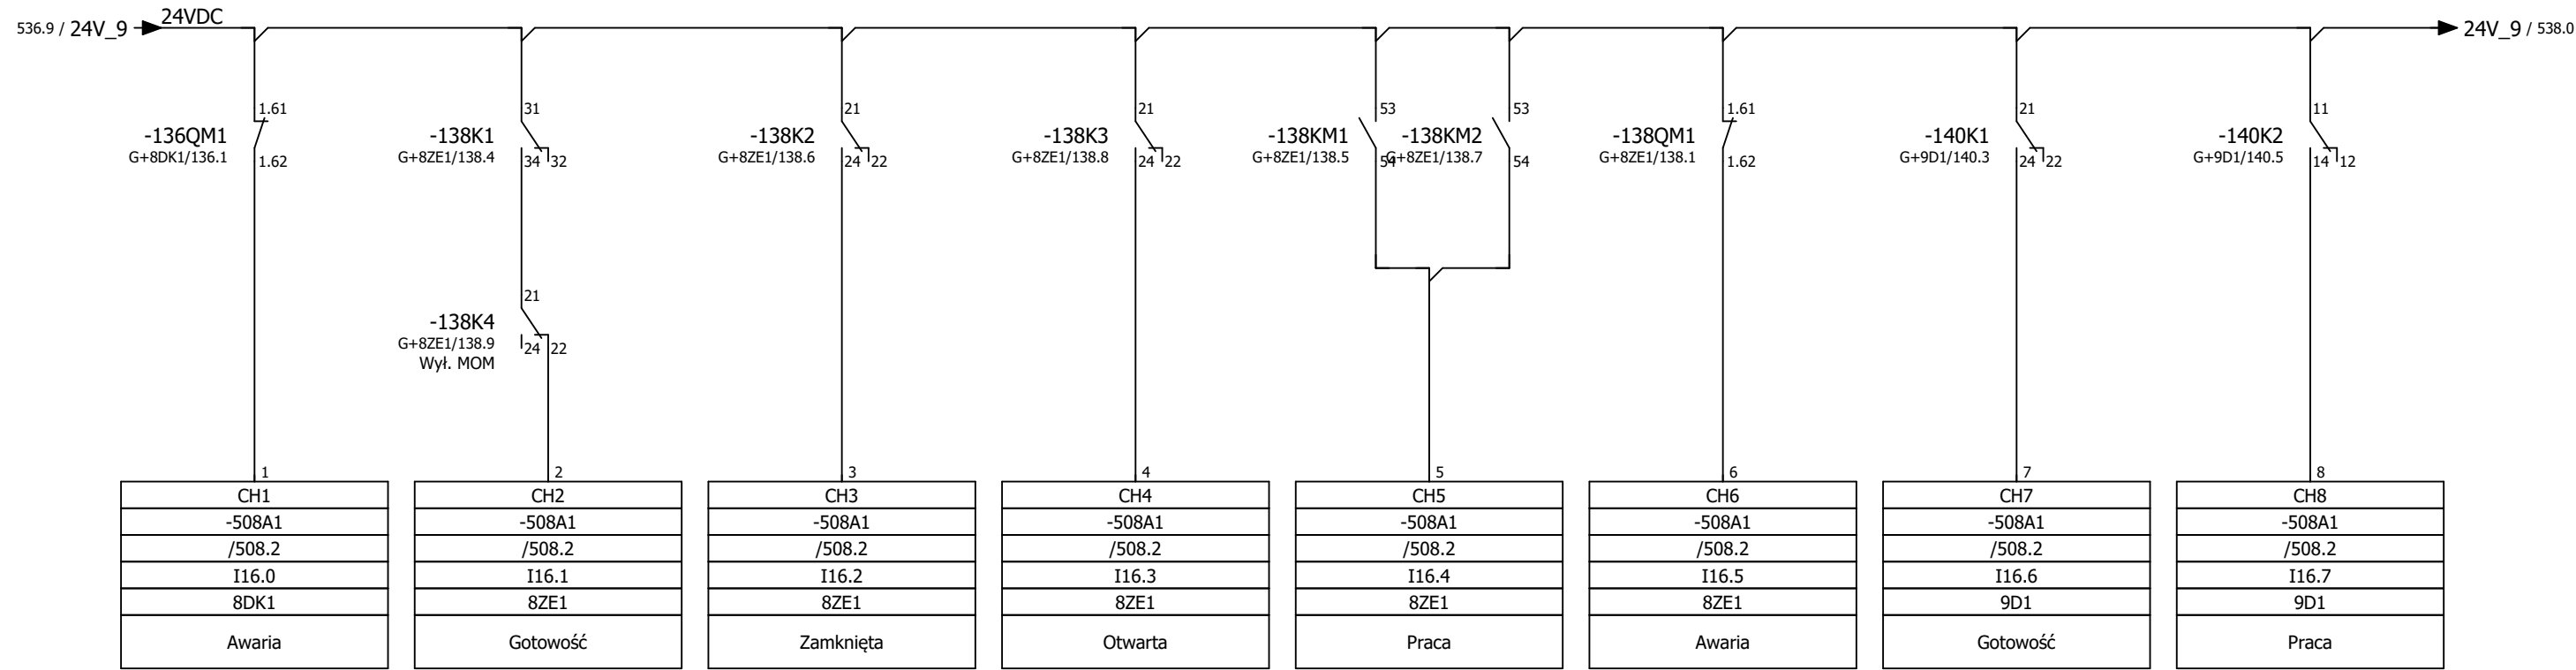 24VDC
536.9 / 24V_9
24V_9 / 538.0
1.61
-136QM1
G+8DK1/136.1
1.62
31
-138K1
G+8ZE1/138.4
34 32
21
-138K4
G+8ZE1/138.9
24 22
Wył. MOM
21
-138K2
G+8ZE1/138.6
24 22
21
-138K3
G+8ZE1/138.8
24 22
53
-138KM1
G+8ZE1/138.5
54
53
-138KM2
G+8ZE1/138.7
54
1.61
-138QM1
G+8ZE1/138.1
1.62
21
-140K1
G+9D1/140.3
24 22
11
-140K2
G+9D1/140.5
14 12
1 2 3 4 5 6 7 8
CH1 CH2 CH3 CH4 CH5 CH6 CH7 CH8
-508A1 -508A1 -508A1 -508A1 -508A1 -508A1 -508A1 -508A1
/508.2 /508.2 /508.2 /508.2 /508.2 /508.2 /508.2 /508.2
I16.0 I16.1 I16.2 I16.3 I16.4 I16.5 I16.6 I16.7
8DK1 8ZE1 8ZE1 8ZE1 8ZE1 8ZE1 9D1 9D1
Awaria Gotowość Zamknięta Otwarta Praca Awaria Gotowość Praca